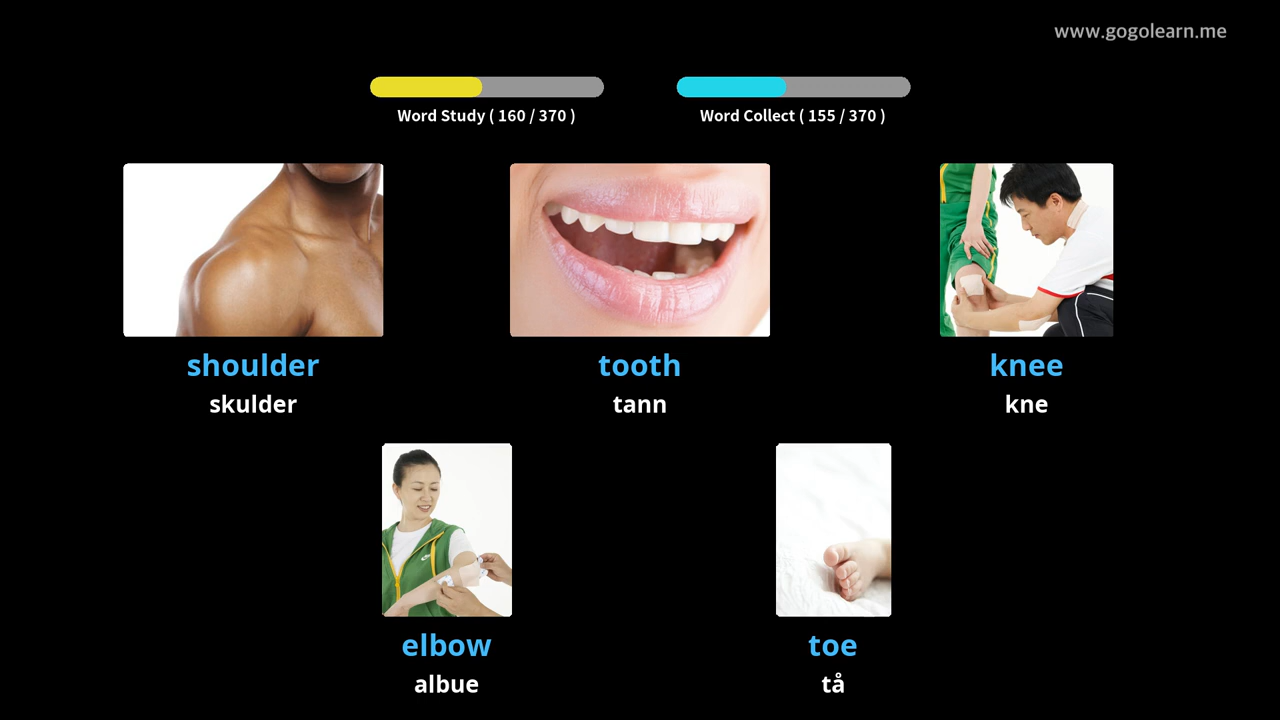 www.gogolearn.me
Word Study ( 160 / 370 )
Word Collect ( 155 / 370 )
shoulder
skulder
tooth
tann
knee
kne
elbow
albue
toe
tå